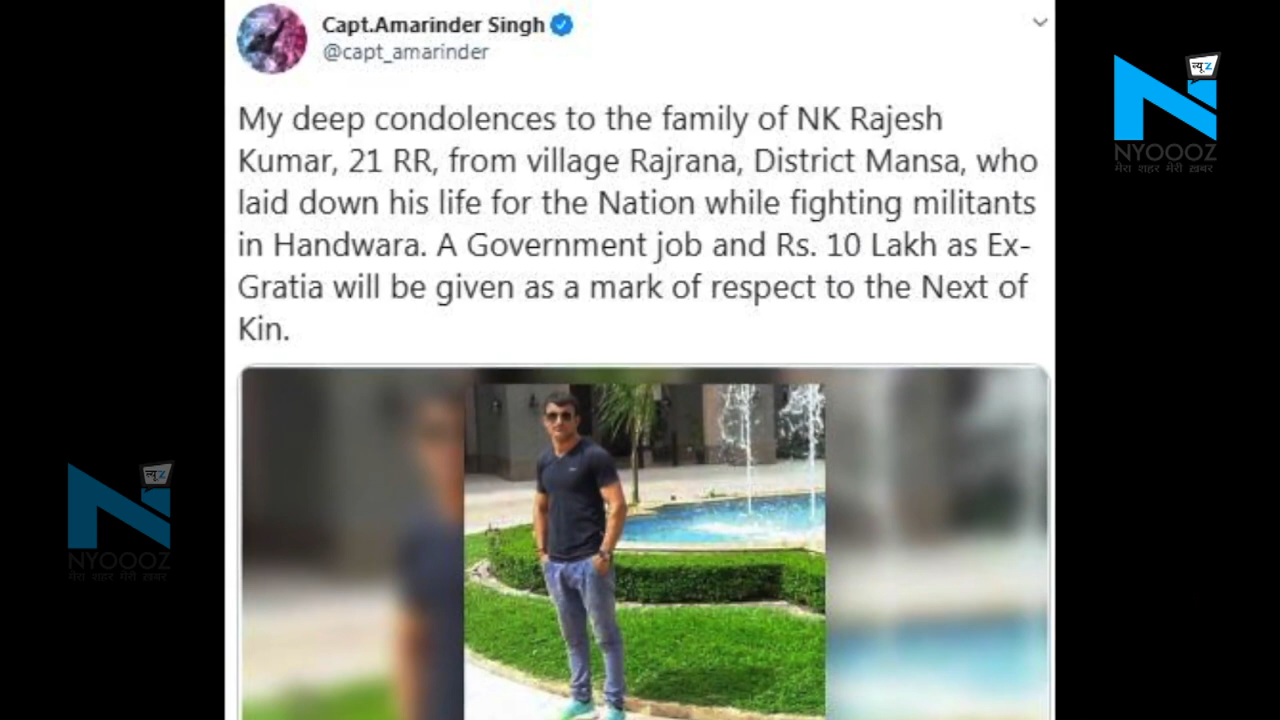 Capt.Amarinder Singh
@capt_amarinder
My deep condolences to the family of NK Rajesh
Kumar, 21 RR, from village Rajrana, District Mansa, who
laid down his life for the Nation while fighting militants
in Handwara. A Government job and Rs. 10 Lakh as Ex-
Gratia will be given as a mark of respect to the Next of
Kin.
न्यूz
NYOOOZ
मेरा शहर मेरी ख़बर
न्यूz
NYOOOZ
मेरा शहर मेरी ख़बर